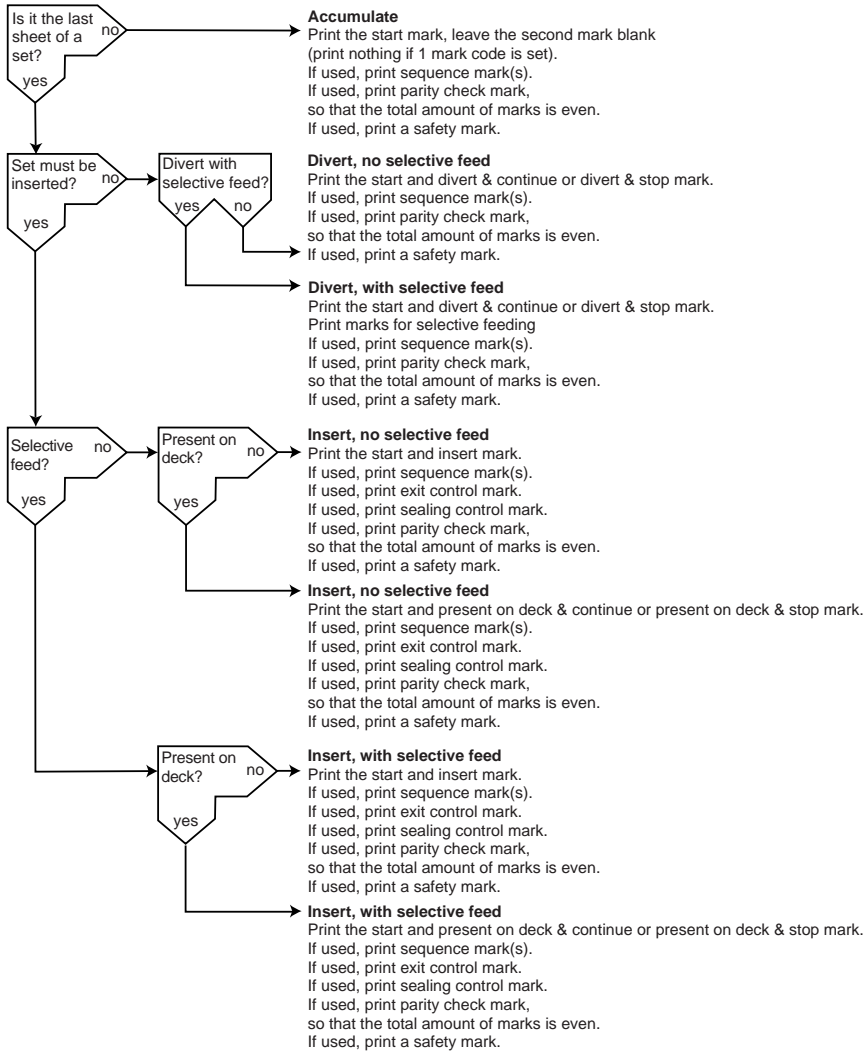 Is it the last
sheet of a
set?
no
yes
Accumulate
Print the start mark, leave the second mark blank
(print nothing if 1 mark code is set).
If used, print sequence mark(s).
If used, print parity check mark,
so that the total amount of marks is even.
If used, print a safety mark.
Set must be
inserted?
no
yes
Divert with
selective feed?
yes
no
Divert, no selective feed
Print the start and divert & continue or divert & stop mark.
If used, print sequence mark(s).
If used, print parity check mark,
so that the total amount of marks is even.
If used, print a safety mark.
Divert, with selective feed
Print the start and divert & continue or divert & stop mark.
Print marks for selective feeding
If used, print sequence mark(s).
If used, print parity check mark,
so that the total amount of marks is even.
If used, print a safety mark.
Selective
feed?
no
yes
Present on
deck?
no
yes
Insert, no selective feed
Print the start and insert mark.
If used, print sequence mark(s).
If used, print exit control mark.
If used, print sealing control mark.
If used, print parity check mark,
so that the total amount of marks is even.
If used, print a safety mark.
Insert, no selective feed
Print the start and present on deck & continue or present on deck & stop mark.
If used, print sequence mark(s).
If used, print exit control mark.
If used, print sealing control mark.
If used, print parity check mark,
so that the total amount of marks is even.
If used, print a safety mark.
Present on
deck?
no
yes
Insert, with selective feed
Print the start and insert mark.
If used, print sequence mark(s).
If used, print exit control mark.
If used, print sealing control mark.
If used, print parity check mark,
so that the total amount of marks is even.
If used, print a safety mark.
Insert, with selective feed
Print the start and present on deck & continue or present on deck & stop mark.
If used, print sequence mark(s).
If used, print exit control mark.
If used, print sealing control mark.
If used, print parity check mark,
so that the total amount of marks is even.
If used, print a safety mark.